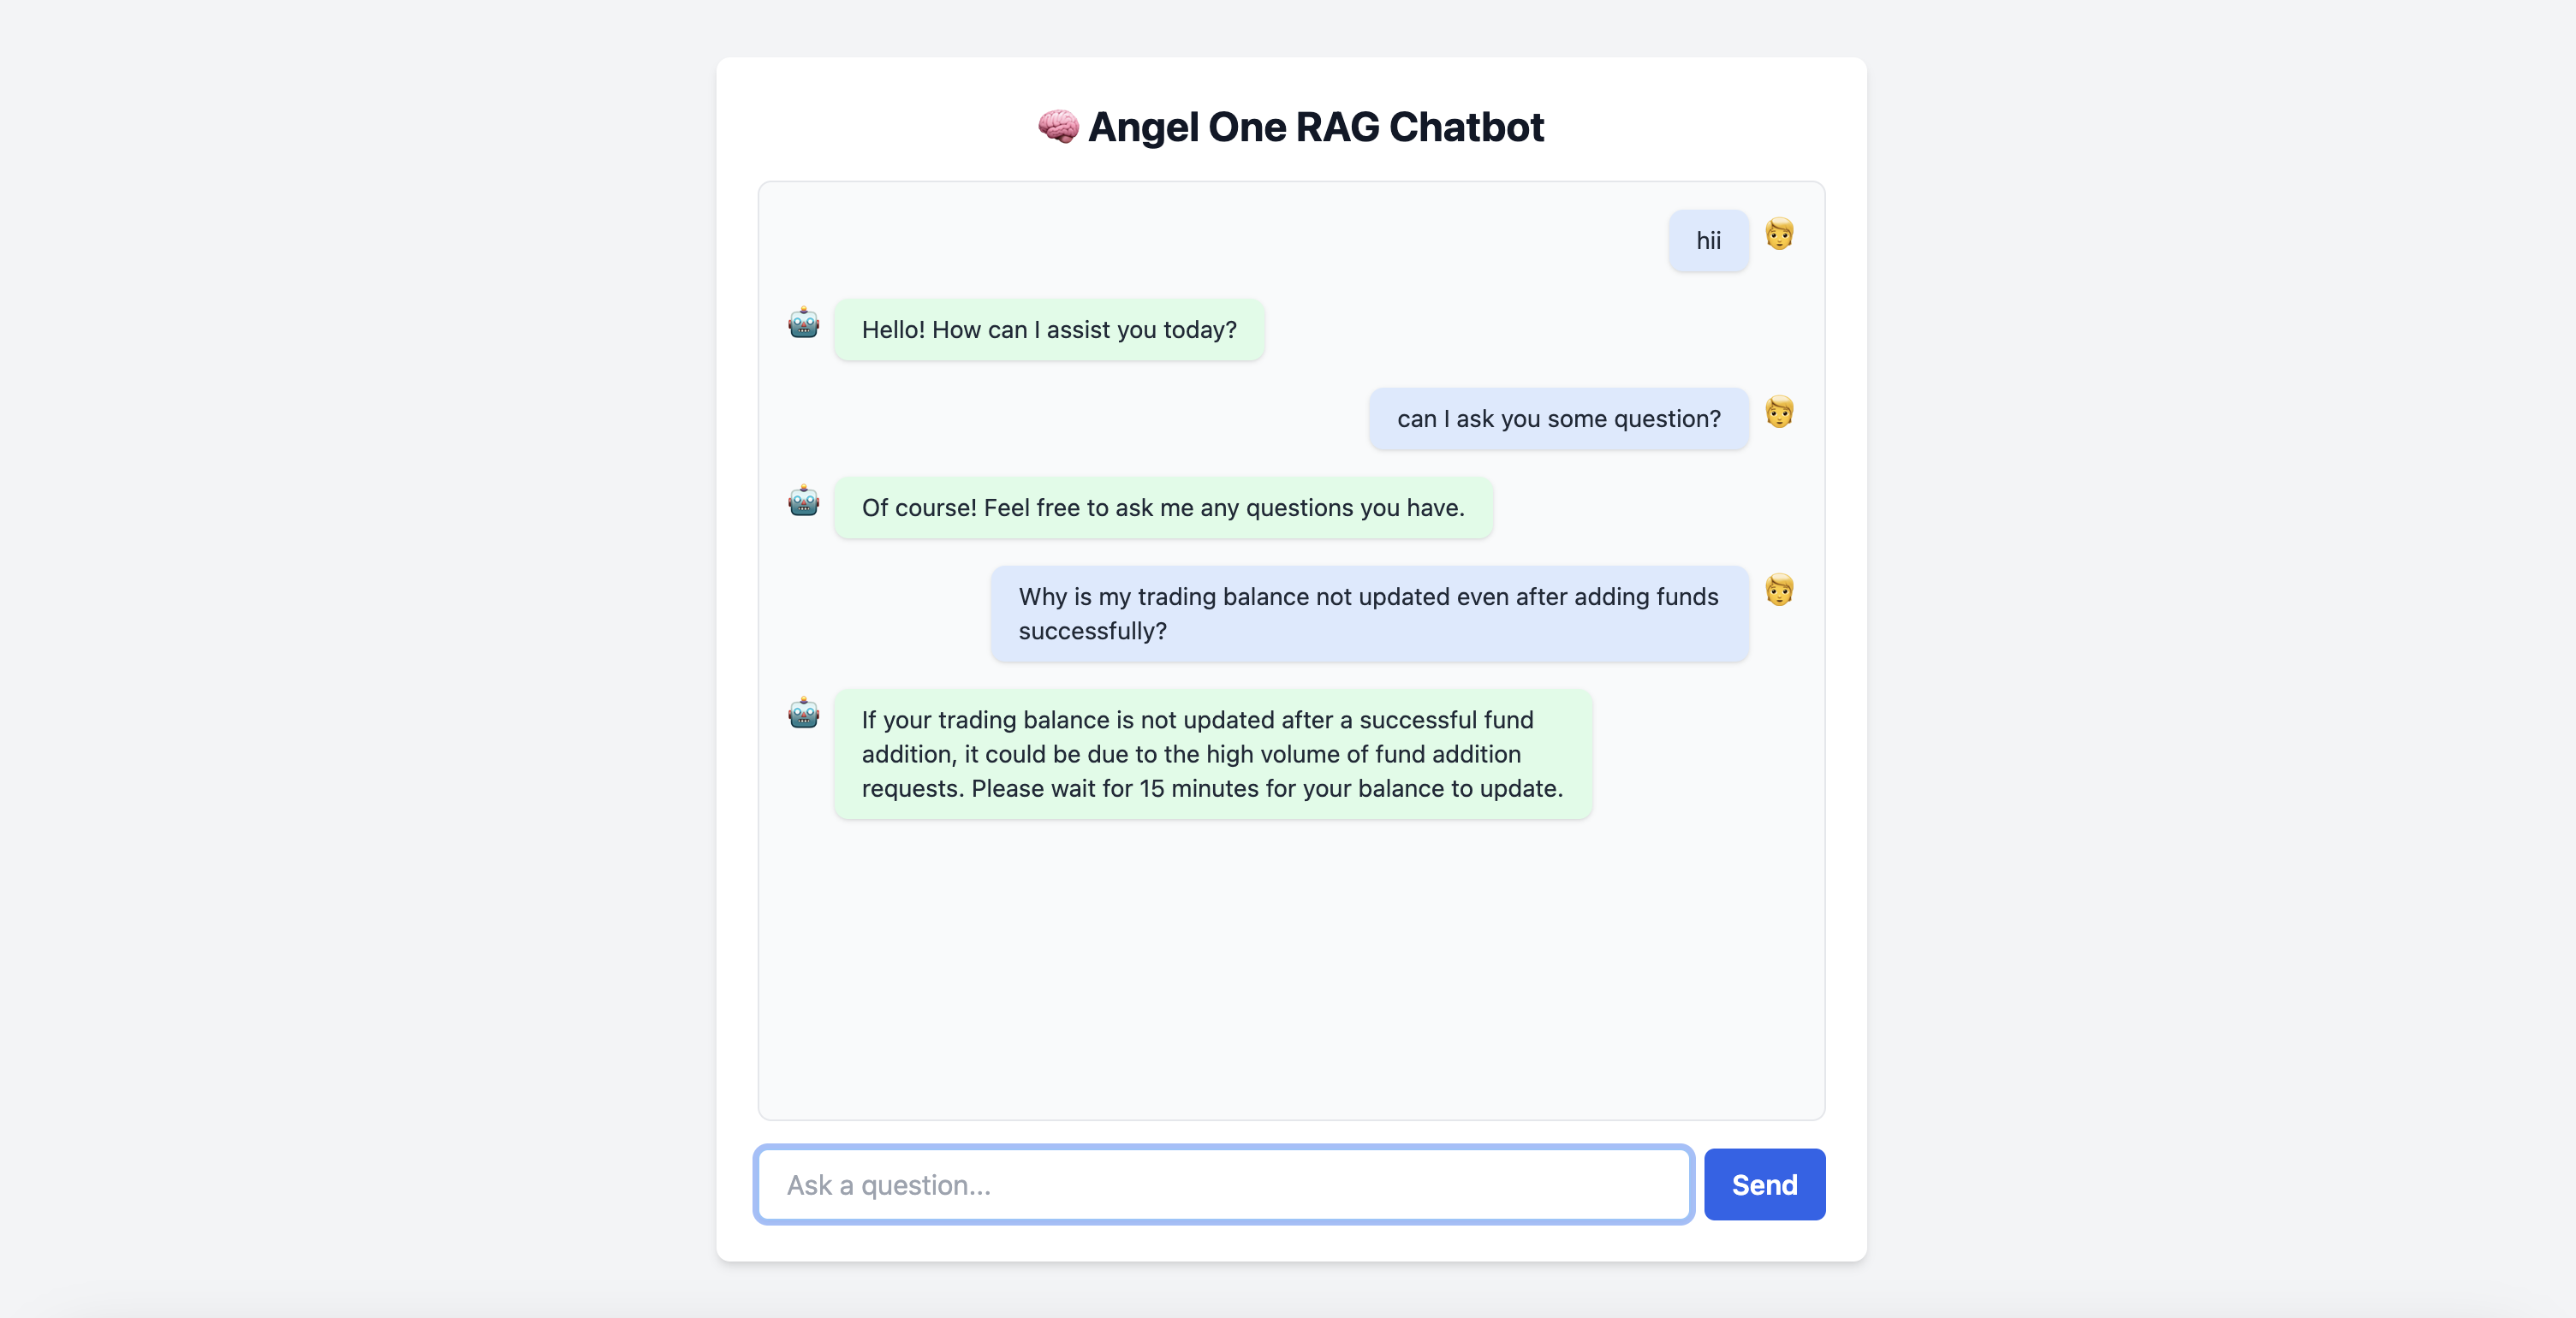 🧠 Angel One RAG Chatbot
hii
Hello! How can I assist you today?
can I ask you some question?
Of course! Feel free to ask me any questions you have.
Why is my trading balance not updated even after adding funds
successfully?
If your trading balance is not updated after a successful fund
addition, it could be due to the high volume of fund addition
requests. Please wait for 15 minutes for your balance to update.
Ask a question...
Send